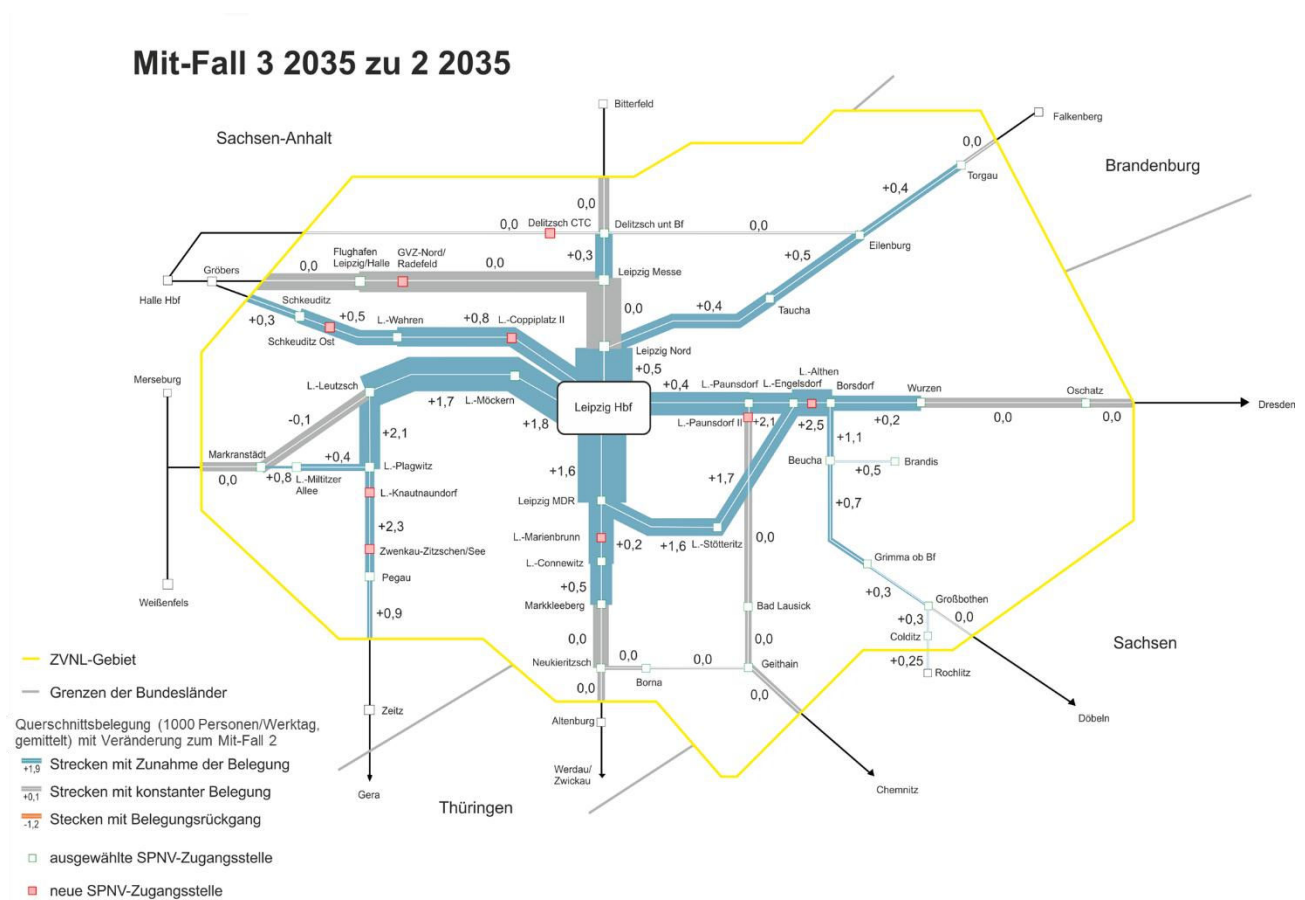 Mit-Fall 3 2035 zu 2 2035
Bitterfeld
Falkenberg
Sachsen-Anhalt
0,0
Brandenburg
Torgau
+0,4
0,0
0,0
Delitzsch CTC
Delitzsch unt Bf
0,0
Eilenburg
+0,3
+0,5
Flughafen
Leipzig/Halle
GVZ-Nord/
Radefeld
0,0
0,0
Gröbers
Leipzig Messe
Halle Hbf
Schkeuditz
+0,3
+0,5
Schkeuditz Ost
L.-Wahren
+0,8
L.-Coppiplatz II
0,0
+0,4
Taucha
Leipzig Nord
+0,5
Merseburg
L.-Leutzsch
+1,7
L.-Möckern
+1,8
Leipzig Hbf
+0,4
L.-Paunsdorf
L.-Engelsdorf
L.-Althen
Borsdorf
Wurzen
Oschatz
L.-Paunsdorf II
+2,1
+2,5
+0,2
0,0
0,0
Dresden
-0,1
+2,1
+1,1
Markranstädt
+0,4
L.-Plagwitz
0,0
+0,8
L.-Miltitzer
Allee
+1,6
+1,7
Beucha
+0,5
Brandis
L.-Knautnaundorf
Leipzig MDR
+0,7
+2,3
L.-Marienbrunn
+0,2
+1,6
L.-Stötteritz
0,0
Zwenkau-Zitzschen/See
L.-Connewitz
Grimma ob Bf
Pegau
+0,5
+0,3
Weißenfels
+0,9
Markkleeberg
Bad Lausick
Großbothen
+0,3
0,0
0,0
0,0
Colditz
Sachsen
Neukieritzsch
0,0
0,0
Geithain
+0,25
Rochlitz
Borna
0,0
0,0
Zeitz
Altenburg
Döbeln
Werdau/
Zwickau
Gera
Thüringen
Chemnitz
ZVNL-Gebiet
Grenzen der Bundesländer
Querschnittsbelegung (1000 Personen/Werktag,
gemittelt) mit Veränderung zum Mit-Fall 2
+1,9 Strecken mit Zunahme der Belegung
+0,1 Strecken mit konstanter Belegung
-1,2 Stecken mit Belegungsrückgang
ausgewählte SPNV-Zugangsstelle
neue SPNV-Zugangsstelle